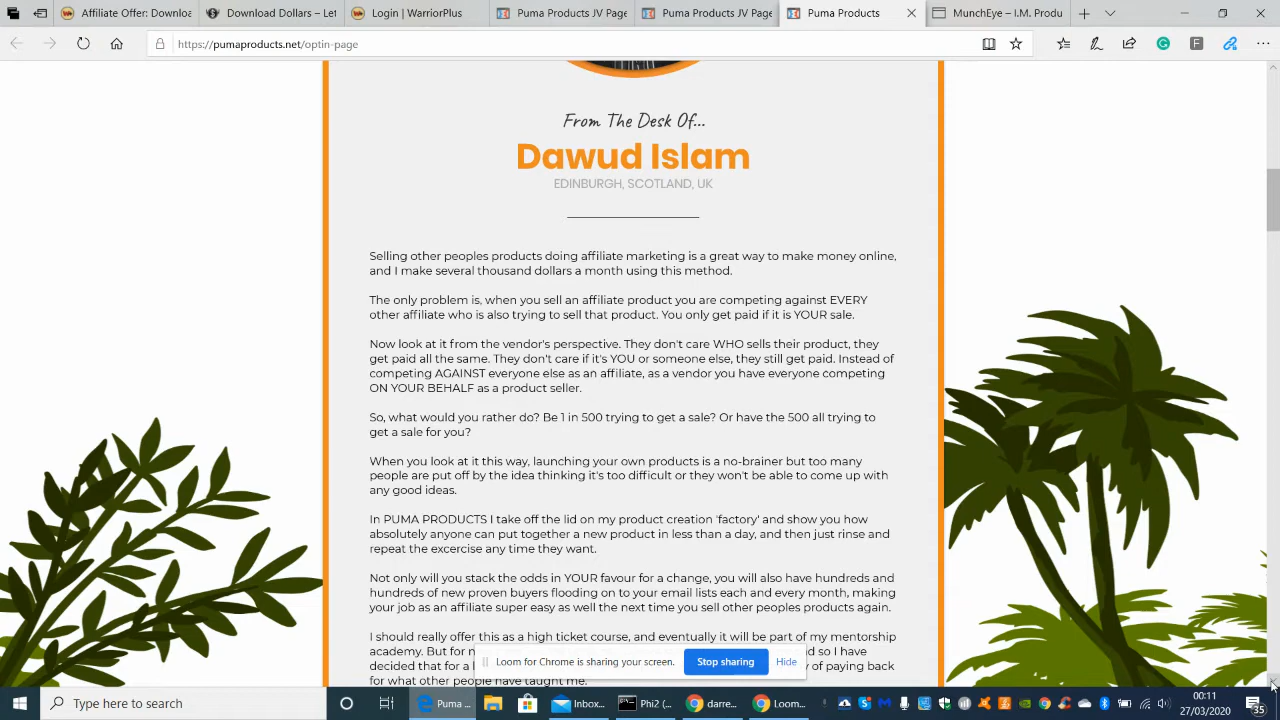 Affiliate OfferPlus
Download Dollars – Let
Login | WarriorPlus
Puma Products JV Page
Puma Products JV Page
Puma Products
MunchEye - I.M.Produ
https://pumaproducts.net/optin-page
From The Desk Of...
Dawud Islam
EDINBURGH, SCOTLAND, UK
Selling other peoples products doing affiliate marketing is a great way to make money online,
and I make several thousand dollars a month using this method.
The only problem is, when you sell an affiliate product you are competing against EVERY
other affiliate who is also trying to sell that product. You only get paid if it is YOUR sale.
Now look at it from the vendor's perspective. They don't care WHO sells their product, they
get paid all the same. They don't care if it's YOU or someone else, they still get paid. Instead of
competing AGAINST everyone else as an affiliate, as a vendor you have everyone competing
ON YOUR BEHALF as a product seller.
So, what would you rather do? Be 1 in 500 trying to get a sale? Or have the 500 all trying to
get a sale for you?
When you look at it this way, launching your own products is a no-brainer but too many
people are put off by the idea thinking it's too difficult or they won't be able to come up with
any good ideas.
In PUMA PRODUCTS I take off the lid on my product creation 'factory' and show you how
absolutely anyone can put together a new product in less than a day, and then just rinse and
repeat the excercise any time they want.
Not only will you stack the odds in YOUR favour for a change, you will also have hundreds and
hundreds of new proven buyers flooding on to your email lists each and every month, making
your job as an affiliate super easy as well the next time you sell other peoples products again.
I should really offer this as a high ticket course, and eventually it will be part of my mentorship
academy. But for nd so I have
decided that for a y of paying back
for what other people have taught me.
Loom for Chrome is sharing your screen.
Stop sharing
Hide
Type here to search
Puma ...
Inbox...
Phi2 (...
darre...
Loom...
00:11
27/03/2020
35